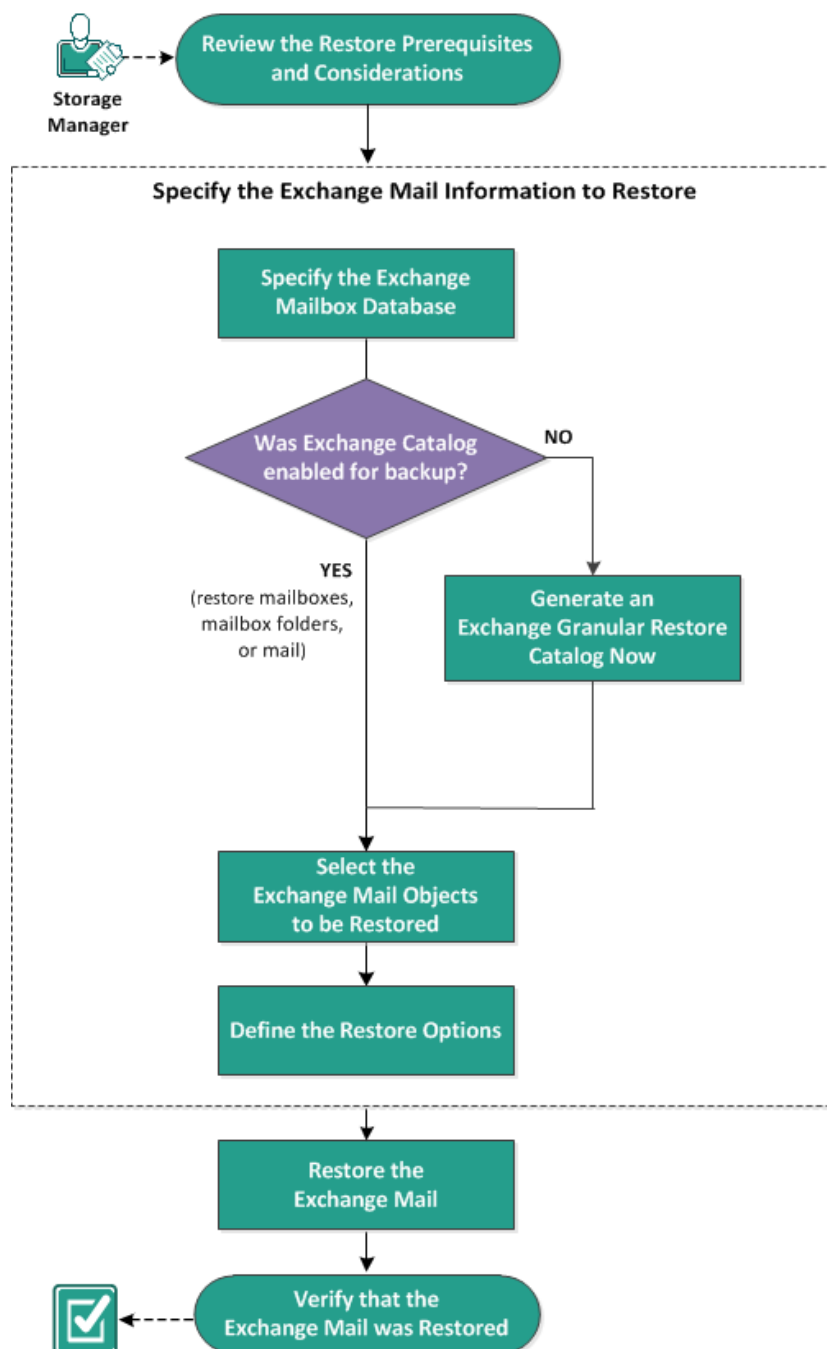 Review the Restore Prerequisites
and Considerations
Storage
Manager
Specify the Exchange Mail Information to Restore
Specify the Exchange
Mailbox Database
Was Exchange Catalog
enabled for backup?
NO
YES
(restore mailboxes,
mailbox folders,
or mail)
Generate an
Exchange Granular Restore
Catalog Now
Select the
Exchange Mail Objects
to be Restored
Define the Restore Options
Restore the
Exchange Mail
Verify that the
Exchange Mail was Restored